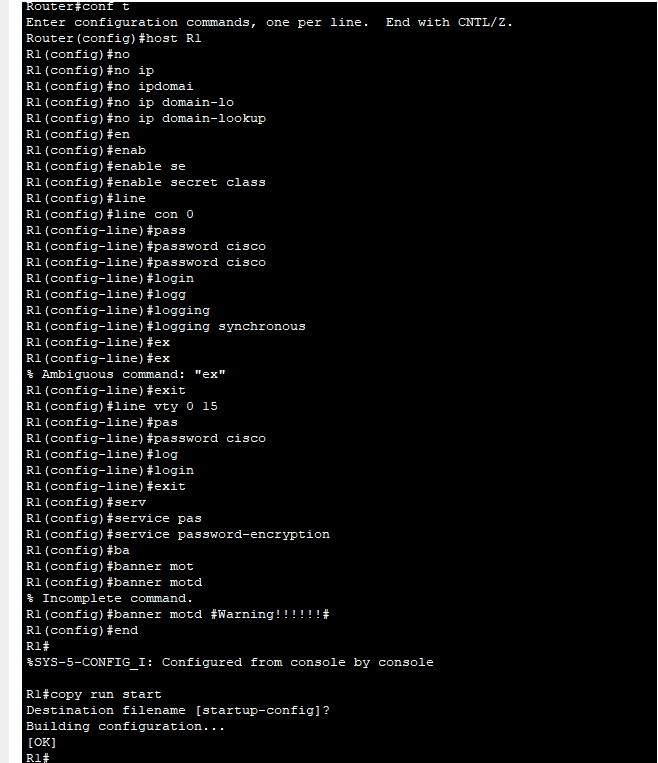 Router#conf t
Enter configuration commands, one per line.  End with CNTL/Z.
Router(config)#host R1
R1(config)#no
R1(config)#no ip
R1(config)#no ipdomai
R1(config)#no ip domain-lo
R1(config)#no ip domain-lookup
R1(config)#en
R1(config)#enab
R1(config)#enable se
R1(config)#enable secret class
R1(config)#line
R1(config)#line con 0
R1(config-line)#pass
R1(config-line)#password cisco
R1(config-line)#password cisco
R1(config-line)#login
R1(config-line)#logg
R1(config-line)#logging
R1(config-line)#logging synchronous
R1(config-line)#ex
R1(config-line)#ex
% Ambiguous command: "ex"
R1(config-line)#exit
R1(config)#line vty 0 15
R1(config-line)#pas
R1(config-line)#password cisco
R1(config-line)#log
R1(config-line)#login
R1(config-line)#exit
R1(config)#serv
R1(config)#service pas
R1(config)#service password-encryption
R1(config)#ba
R1(config)#banner mot
R1(config)#banner motd
% Incomplete command.
R1(config)#banner motd #Warning!!!!!!#
R1(config)#end
R1#
%SYS-5-CONFIG_I: Configured from console by console
R1#copy run start
Destination filename [startup-config]?
Building configuration...
[OK]
R1#